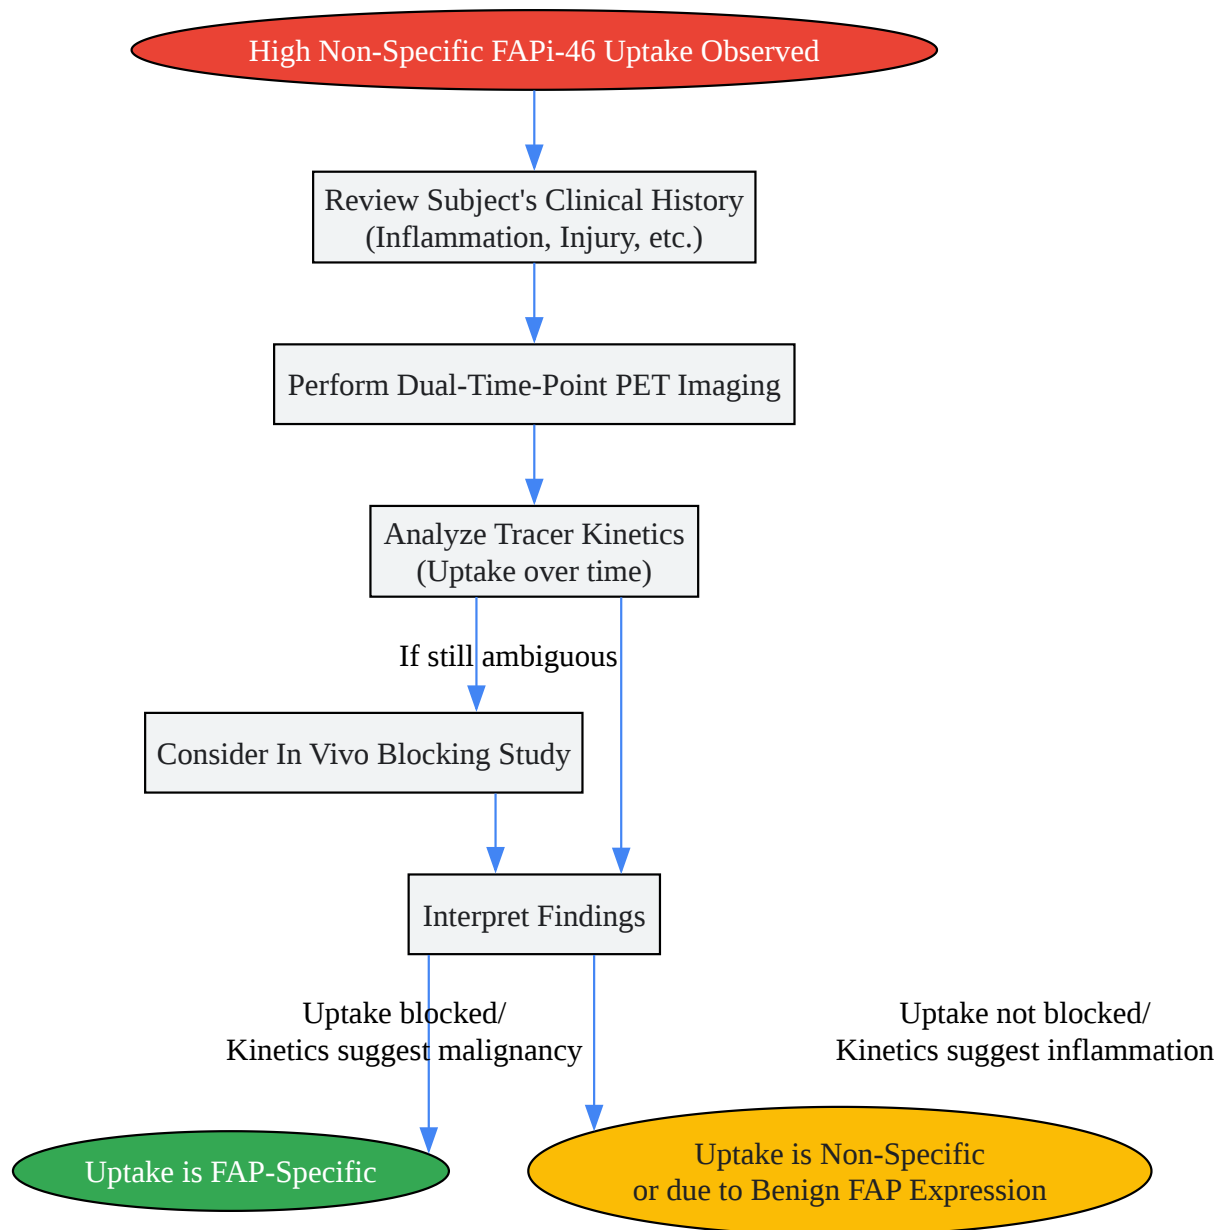 High Non-Specific FAPi-46 Uptake Observed
Review Subject's Clinical History
(Inflammation, Injury, etc.)
Perform Dual-Time-Point PET Imaging
Analyze Tracer Kinetics
(Uptake over time)
If still ambiguous
Consider In Vivo Blocking Study
Interpret Findings
Uptake blocked/
Kinetics suggest malignancy
Uptake not blocked/
Kinetics suggest inflammation
Uptake is FAP-Specific
Uptake is Non-Specific
or due to Benign FAP Expression